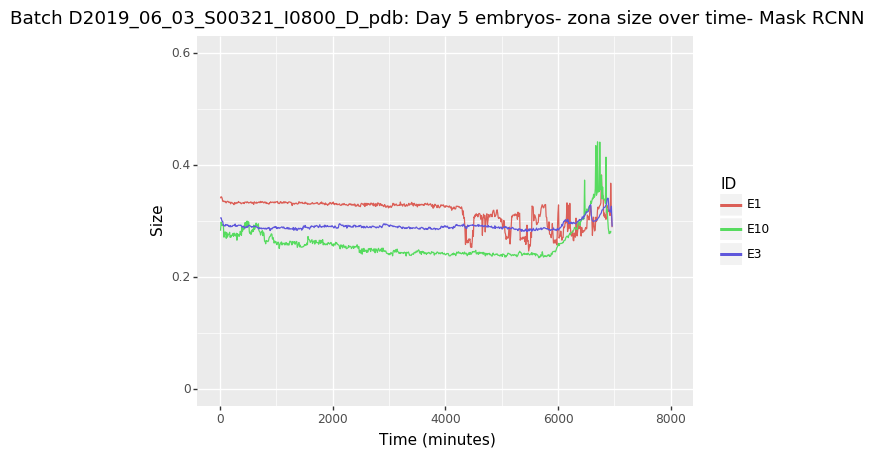 Batch D2019_06_03_S00321_I0800_D_pdb: Day 5 embryos- zona size over time- Mask RCNN
0.6
0.4
0.2
0
Size
0
2000
4000
6000
8000
Time (minutes)
ID
E1
E10
E3